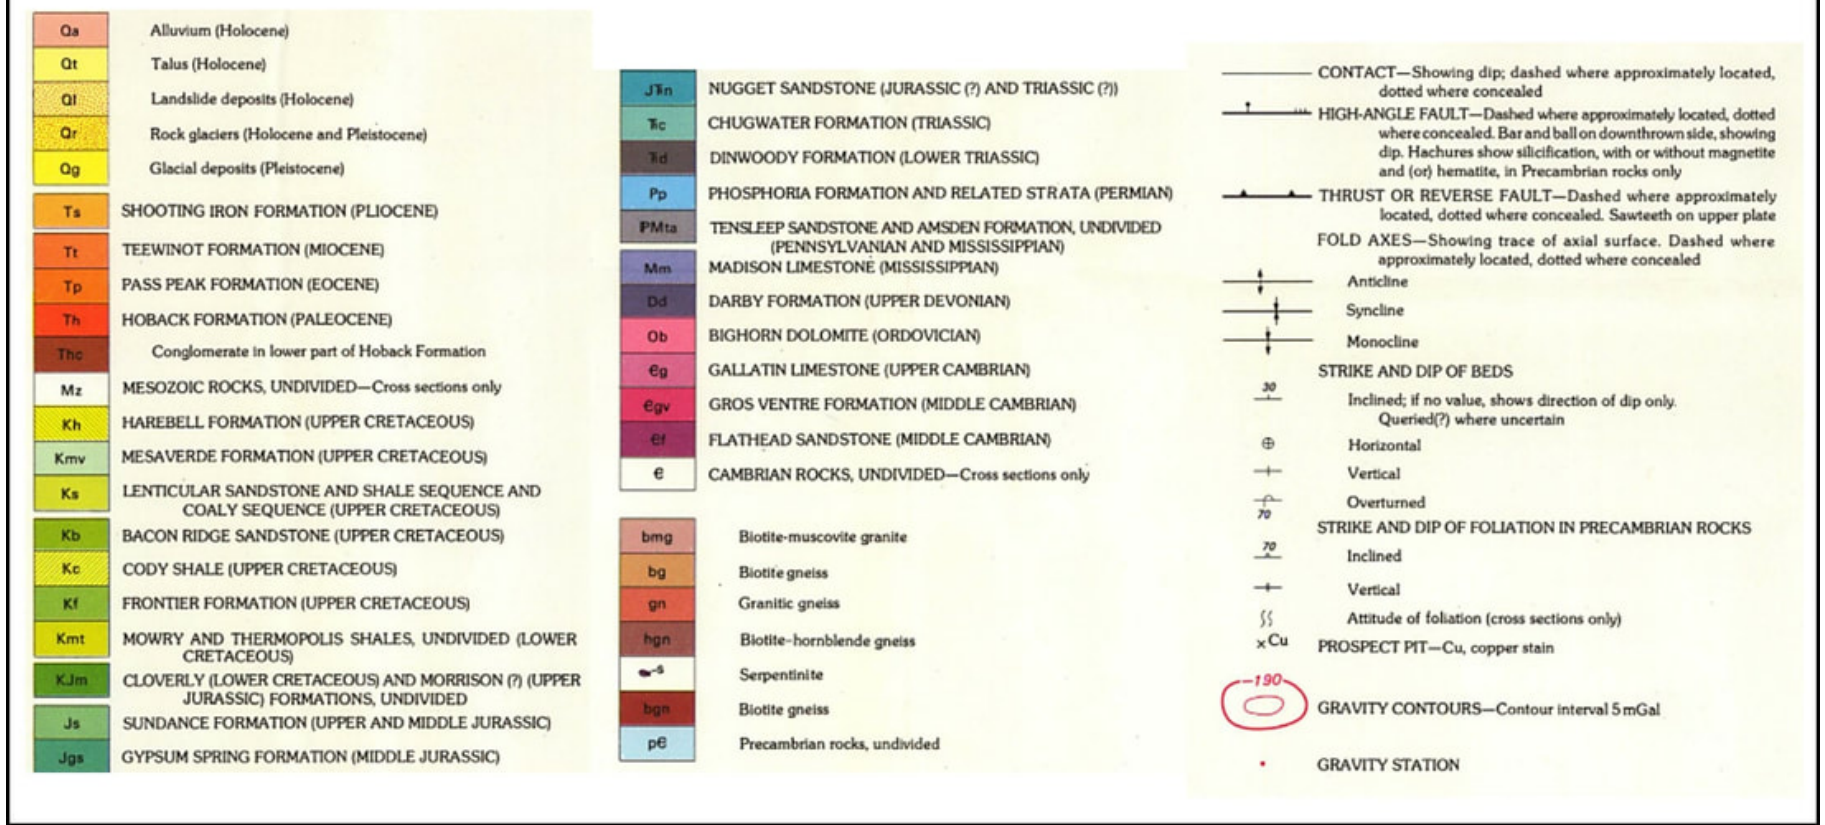 Qa Alluvium (Holocene)
Qt Talus (Holocene)
Ql Landslide deposits (Holocene)
Qr Rock glaciers (Holocene and Pleistocene)
Qg Glacial deposits (Pleistocene)
Ts SHOOTING IRON FORMATION (PLIOCENE)
Tt TEEWINOT FORMATION (MIOCENE)
Tp PASS PEAK FORMATION (EOCENE)
Th HOBACK FORMATION (PALEOCENE)
Thc Conglomerate in lower part of Hoback Formation
Mz MESOZOIC ROCKS, UNDIVIDED—Cross sections only
Kh HAREBELL FORMATION (UPPER CRETACEOUS)
Kmv MESAVERDE FORMATION (UPPER CRETACEOUS)
Ks LENTICULAR SANDSTONE AND SHALE SEQUENCE AND
COALY SEQUENCE (UPPER CRETACEOUS)
Kb BACON RIDGE SANDSTONE (UPPER CRETACEOUS)
Kc CODY SHALE (UPPER CRETACEOUS)
Kf FRONTIER FORMATION (UPPER CRETACEOUS)
Kmt MOWRY AND THERMOPOLIS SHALES, UNDIVIDED (LOWER
CRETACEOUS)
KJm CLOVERLY (LOWER CRETACEOUS) AND MORRISON (?) (UPPER
JURASSIC) FORMATIONS, UNDIVIDED
Js SUNDANCE FORMATION (UPPER AND MIDDLE JURASSIC)
Jgs GYPSUM SPRING FORMATION (MIDDLE JURASSIC)
JTrn NUGGET SANDSTONE (JURASSIC (?) AND TRIASSIC (?))
Trc CHUGWATER FORMATION (TRIASSIC)
Trd DINWOODY FORMATION (LOWER TRIASSIC)
Pp PHOSPHORIA FORMATION AND RELATED STRATA (PERMIAN)
PMta TENSLEEP SANDSTONE AND AMSDEN FORMATION, UNDIVIDED
(PENNSYLVANIAN AND MISSISSIPPIAN)
Mm MADISON LIMESTONE (MISSISSIPPIAN)
Dd DARBY FORMATION (UPPER DEVONIAN)
Ob BIGHORN DOLOMITE (ORDOVICIAN)
Єg GALLATIN LIMESTONE (UPPER CAMBRIAN)
Єgv GROS VENTRE FORMATION (MIDDLE CAMBRIAN)
Єf FLATHEAD SANDSTONE (MIDDLE CAMBRIAN)
Є CAMBRIAN ROCKS, UNDIVIDED—Cross sections only
bmg Biotite-muscovite granite
bg Biotite gneiss
gn Granitic gneiss
hgn Biotite-hornblende gneiss
s Serpentinite
bgn Biotite gneiss
pЄ Precambrian rocks, undivided
CONTACT—Showing dip; dashed where approximately located,
dotted where concealed
HIGH-ANGLE FAULT—Dashed where approximately located, dotted
where concealed. Bar and ball on downthrown side, showing
dip. Hachures show silicification, with or without magnetite
and (or) hematite, in Precambrian rocks only
THRUST OR REVERSE FAULT—Dashed where approximately
located, dotted where concealed. Sawteeth on upper plate
FOLD AXES—Showing trace of axial surface. Dashed where
approximately located, dotted where concealed
Anticline
Syncline
Monocline
STRIKE AND DIP OF BEDS
30 Inclined; if no value, shows direction of dip only.
Queried(?) where uncertain
Horizontal
Vertical
70 Overturned
STRIKE AND DIP OF FOLIATION IN PRECAMBRIAN ROCKS
70 Inclined
Vertical
Attitude of foliation (cross sections only)
×Cu PROSPECT PIT—Cu, copper stain
-190 GRAVITY CONTOURS—Contour interval 5 mGal
GRAVITY STATION